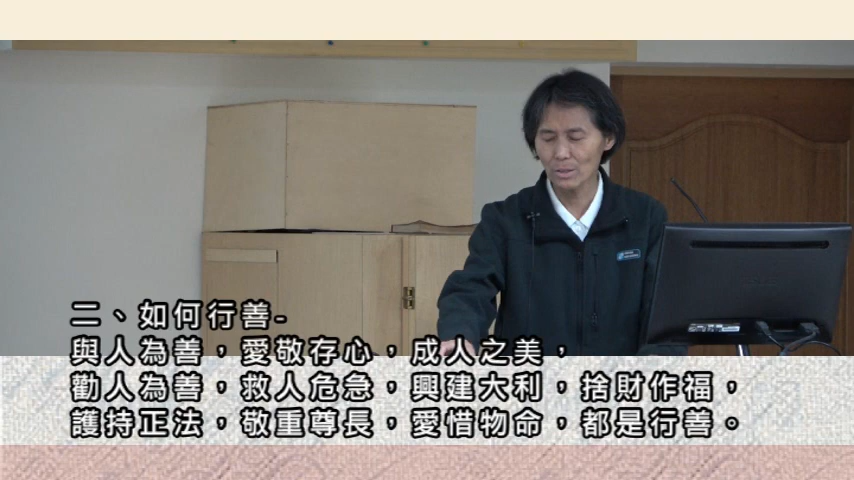 二、如何行善-
與人為善，愛敬存心，成人之美，
勸人為善，救人危急，興建大利，捨財作福，
護持正法，敬重尊長，愛惜物命，都是行善。